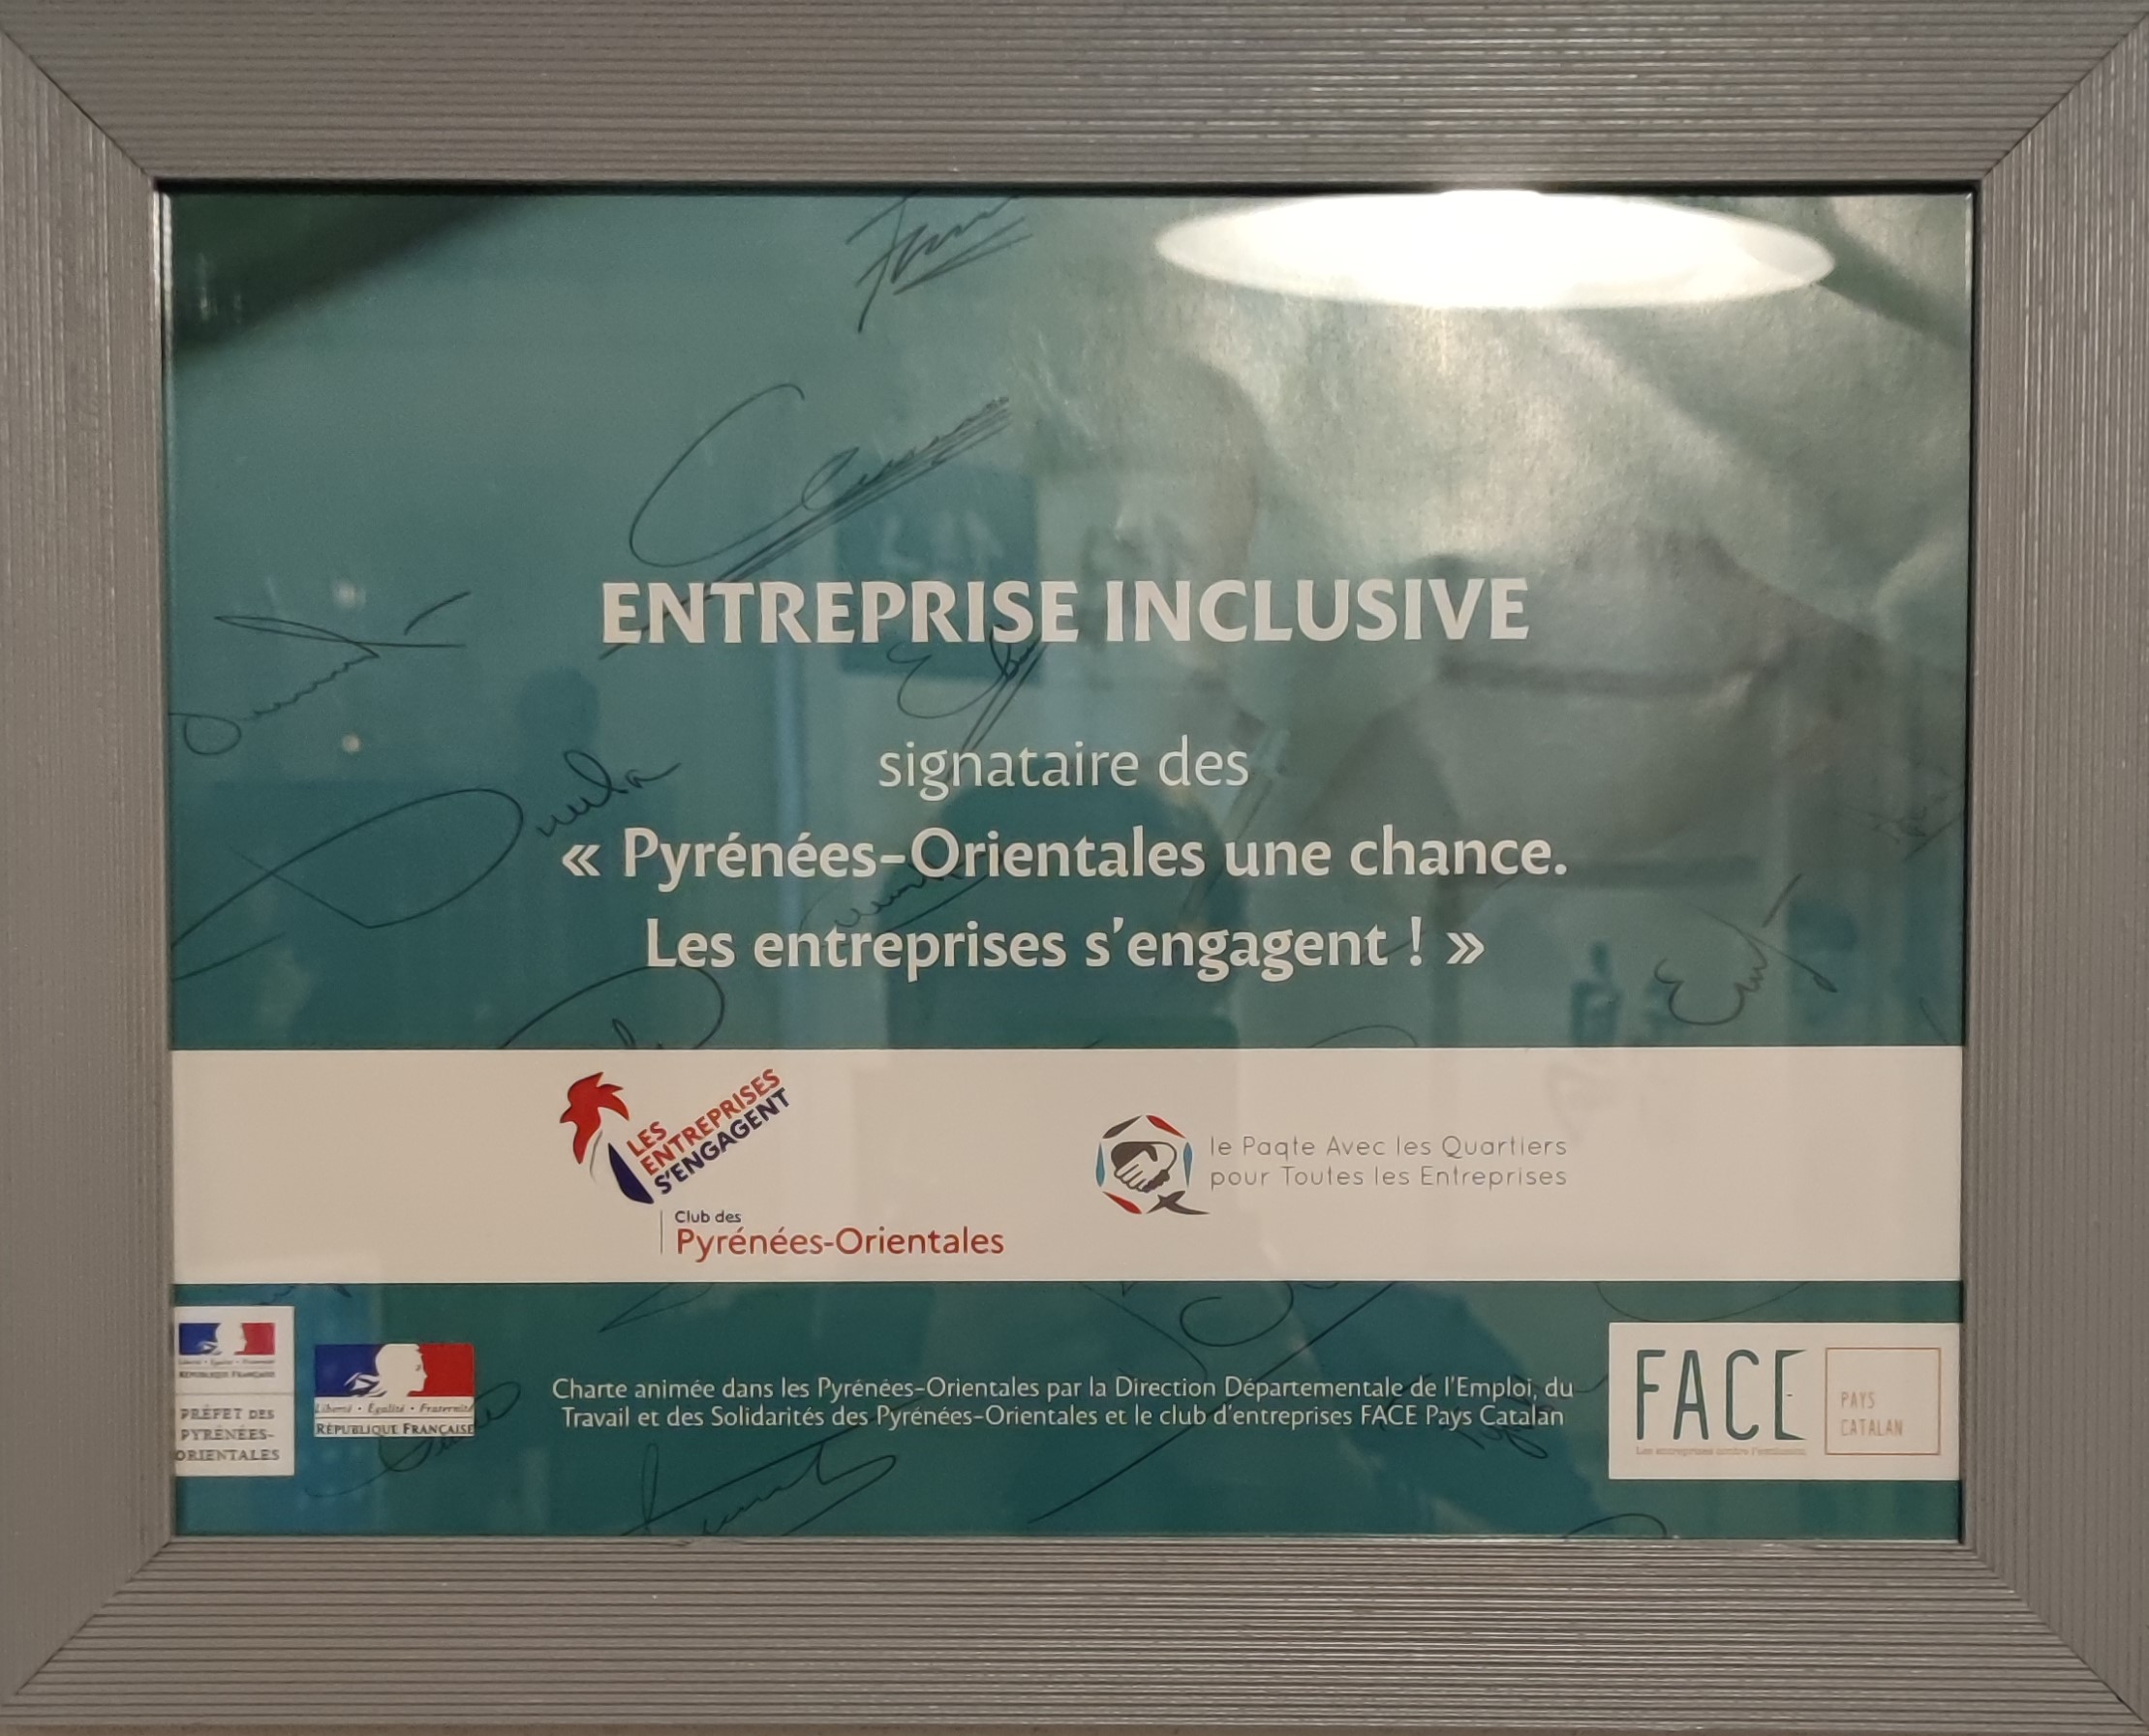 ENTREPRISE INCLUSIVE
signataire des
« Pyrénées-Orientales une chance.
Les entreprises s'engagent ! »
LES
ENTREPRISES
S'ENGAGENT
Club des
Pyrénées-Orientales
le Paqte Avec les Quartiers
pour Toutes les Entreprises
Liberté • Égalité • Fraternité
RÉPUBLIQUE FRANÇAISE
PRÉFET DES
PYRÉNÉES-
ORIENTALES
Liberté • Égalité • Fraternité
RÉPUBLIQUE FRANÇAISE
Charte animée dans les Pyrénées-Orientales par la Direction Départementale de l'Emploi, du
Travail et des Solidarités des Pyrénées-Orientales et le club d'entreprises FACE Pays Catalan
FACE
Les entreprises contre l'exclusion
PAYS
CATALAN